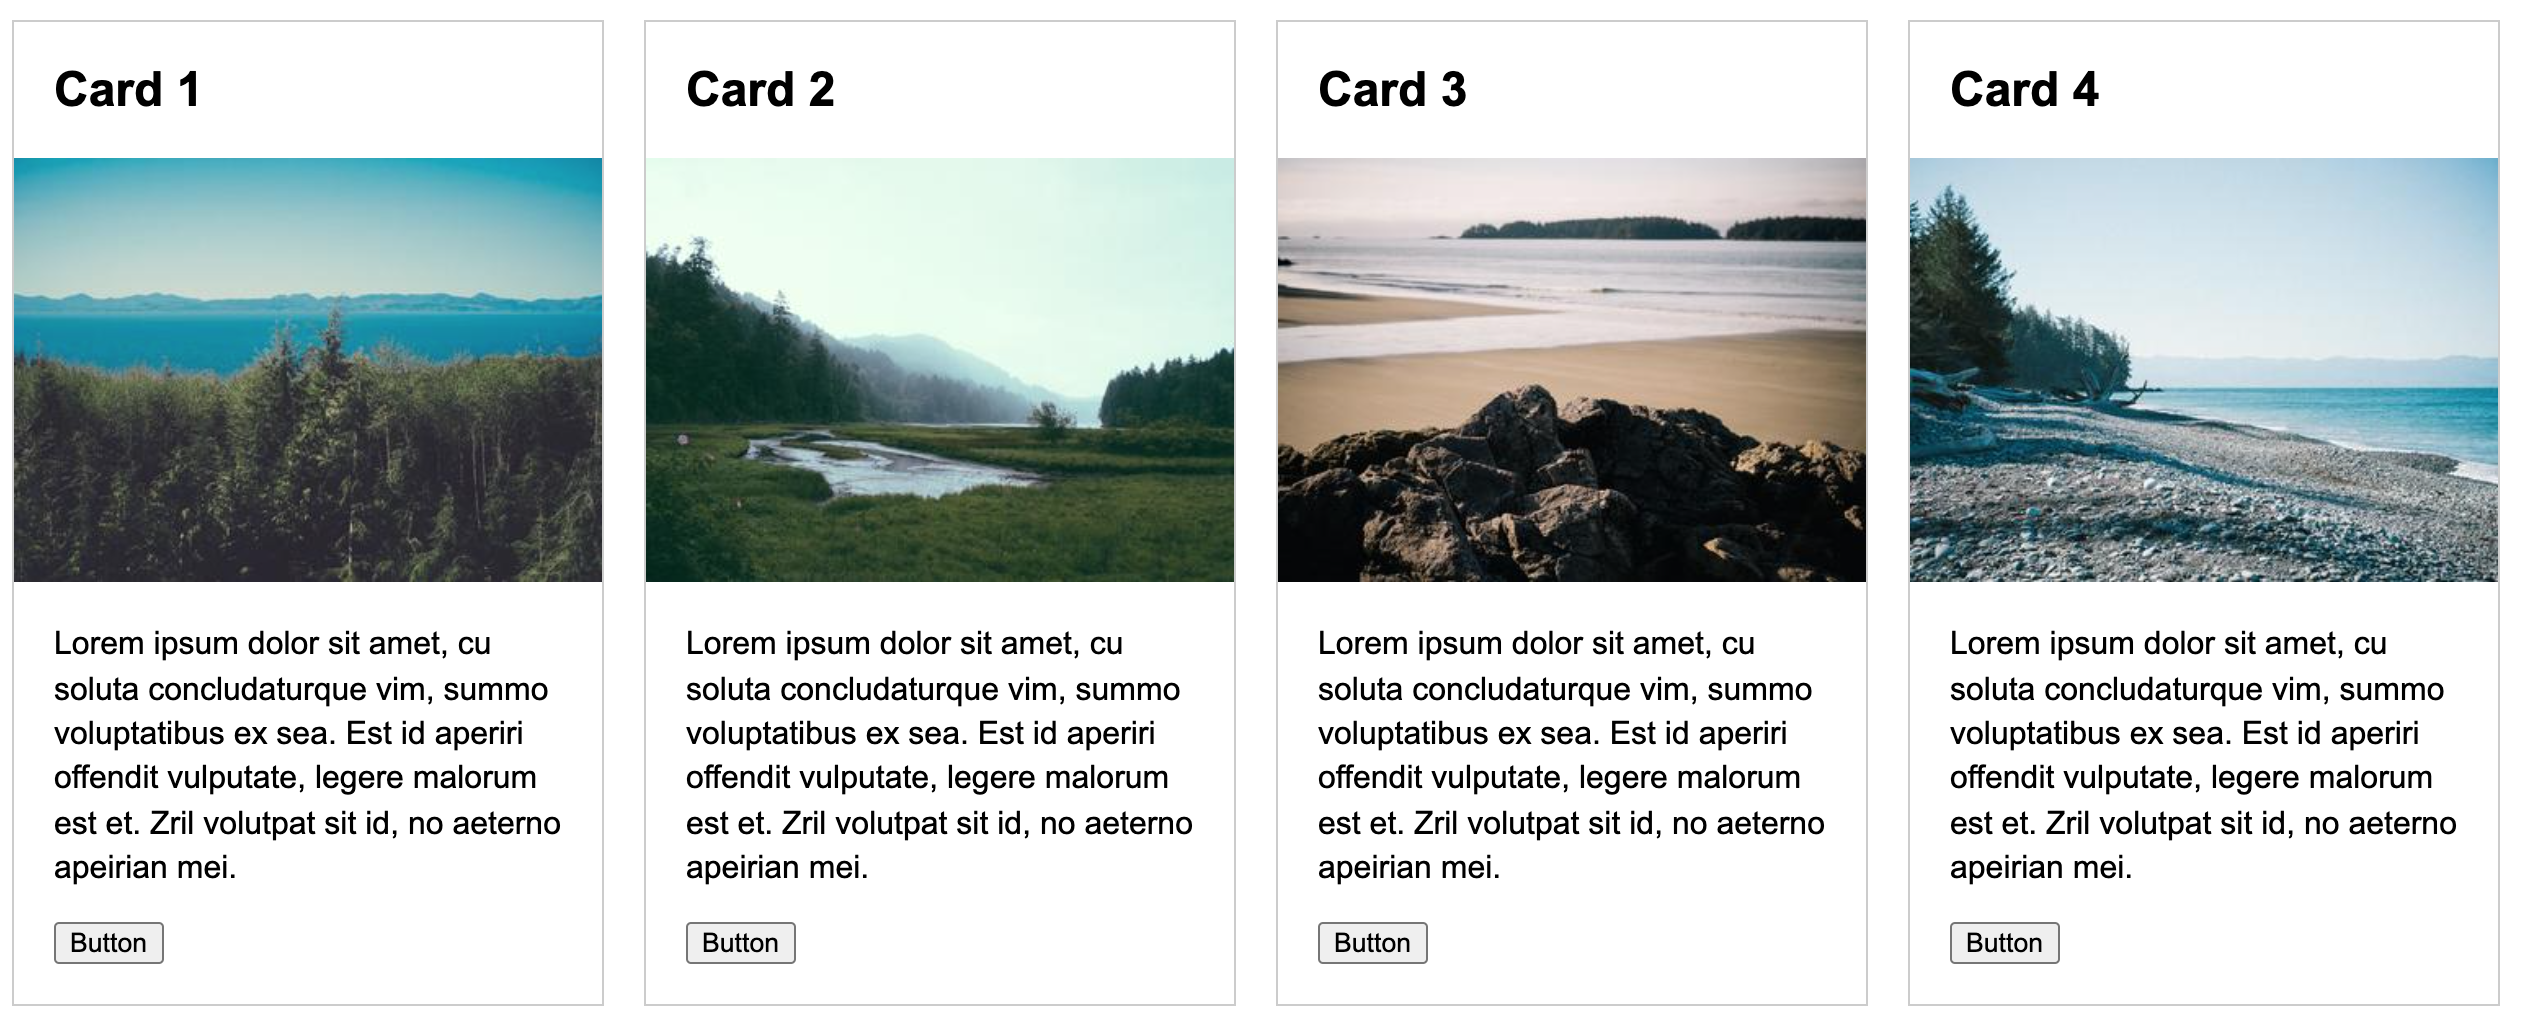 Card 1
Lorem ipsum dolor sit amet, cu
soluta concludaturque vim, summo
voluptatibus ex sea. Est id aperiri
offendit vulputate, legere malorum
est et. Zril volutpat sit id, no aeterno
apeirian mei.
Button
Card 2
Lorem ipsum dolor sit amet, cu
soluta concludaturque vim, summo
voluptatibus ex sea. Est id aperiri
offendit vulputate, legere malorum
est et. Zril volutpat sit id, no aeterno
apeirian mei.
Button
Card 3
Lorem ipsum dolor sit amet, cu
soluta concludaturque vim, summo
voluptatibus ex sea. Est id aperiri
offendit vulputate, legere malorum
est et. Zril volutpat sit id, no aeterno
apeirian mei.
Button
Card 4
Lorem ipsum dolor sit amet, cu
soluta concludaturque vim, summo
voluptatibus ex sea. Est id aperiri
offendit vulputate, legere malorum
est et. Zril volutpat sit id, no aeterno
apeirian mei.
Button